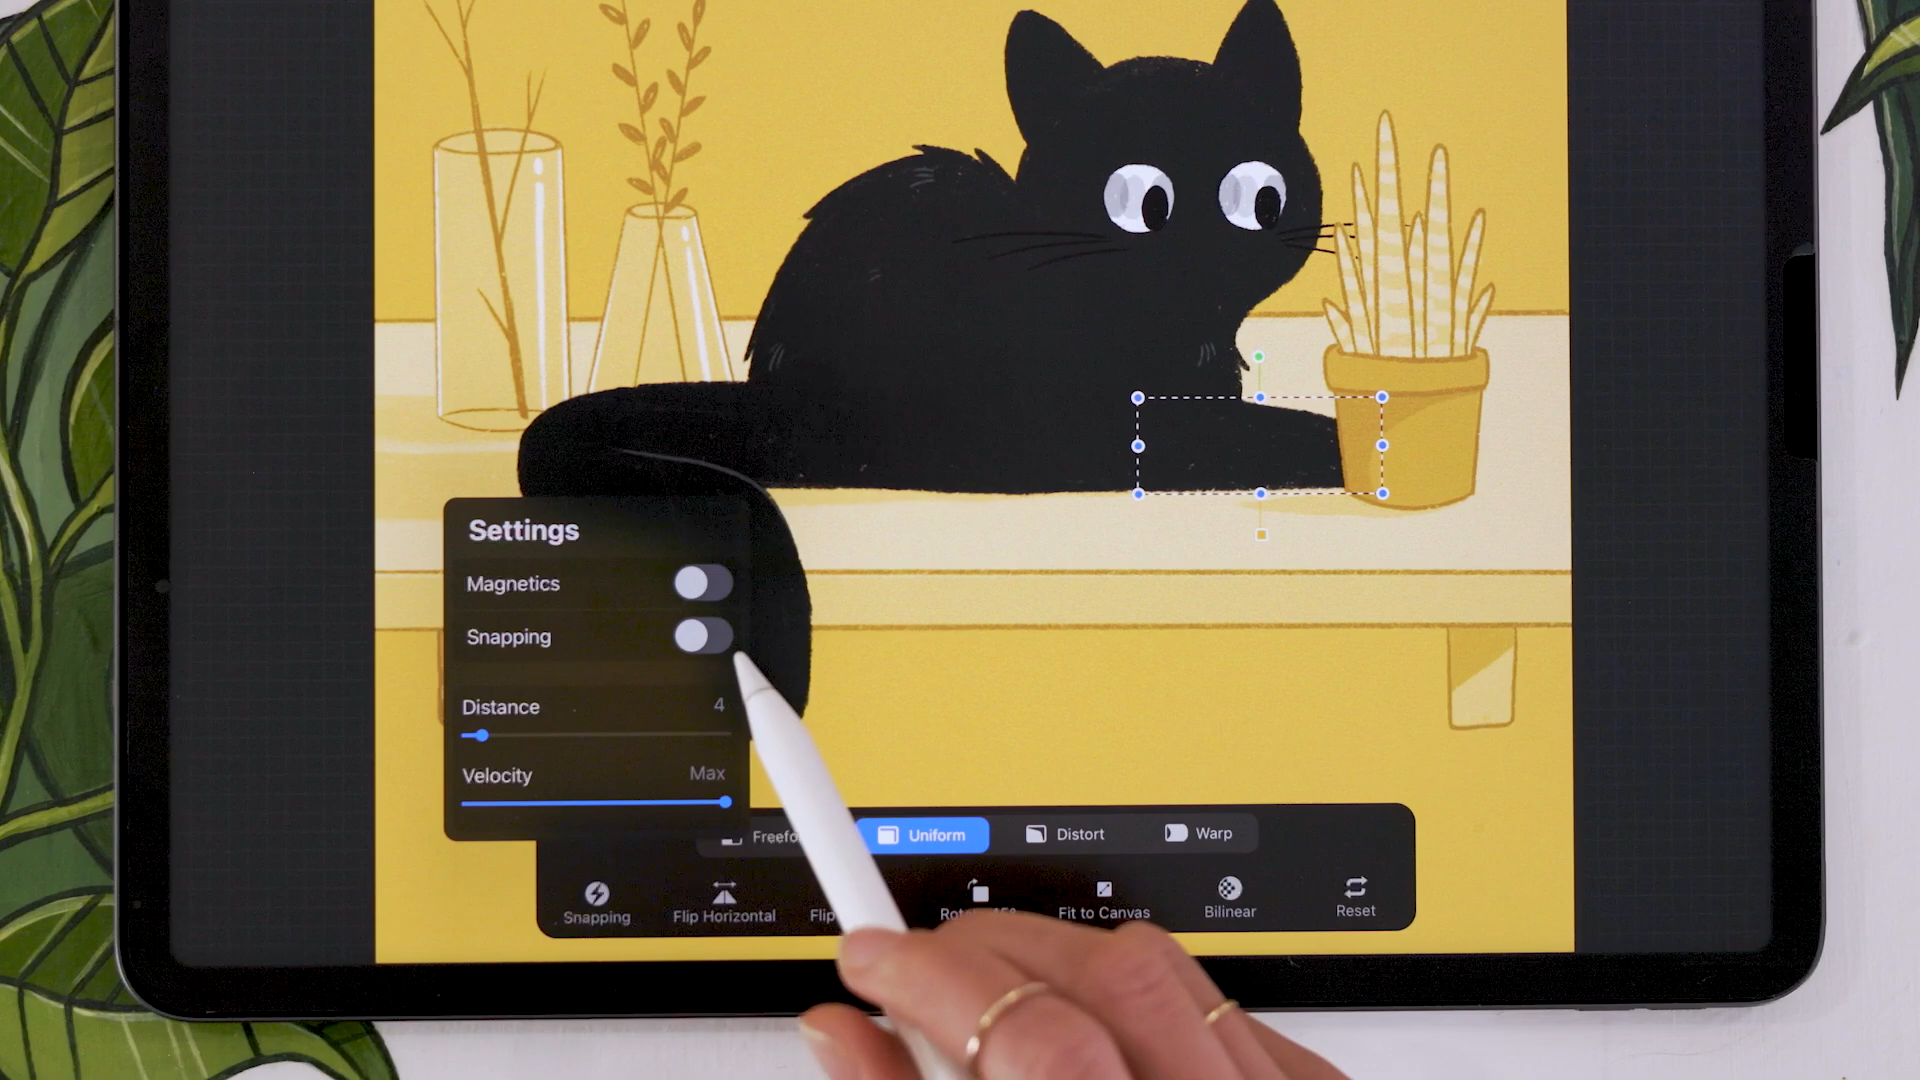 Settings
Magnetics
Snapping
Distance 4
Velocity Max
Uniform
Distort
Warp
Snapping
Flip Horizontal
Fit to Canvas
Bilinear
Reset